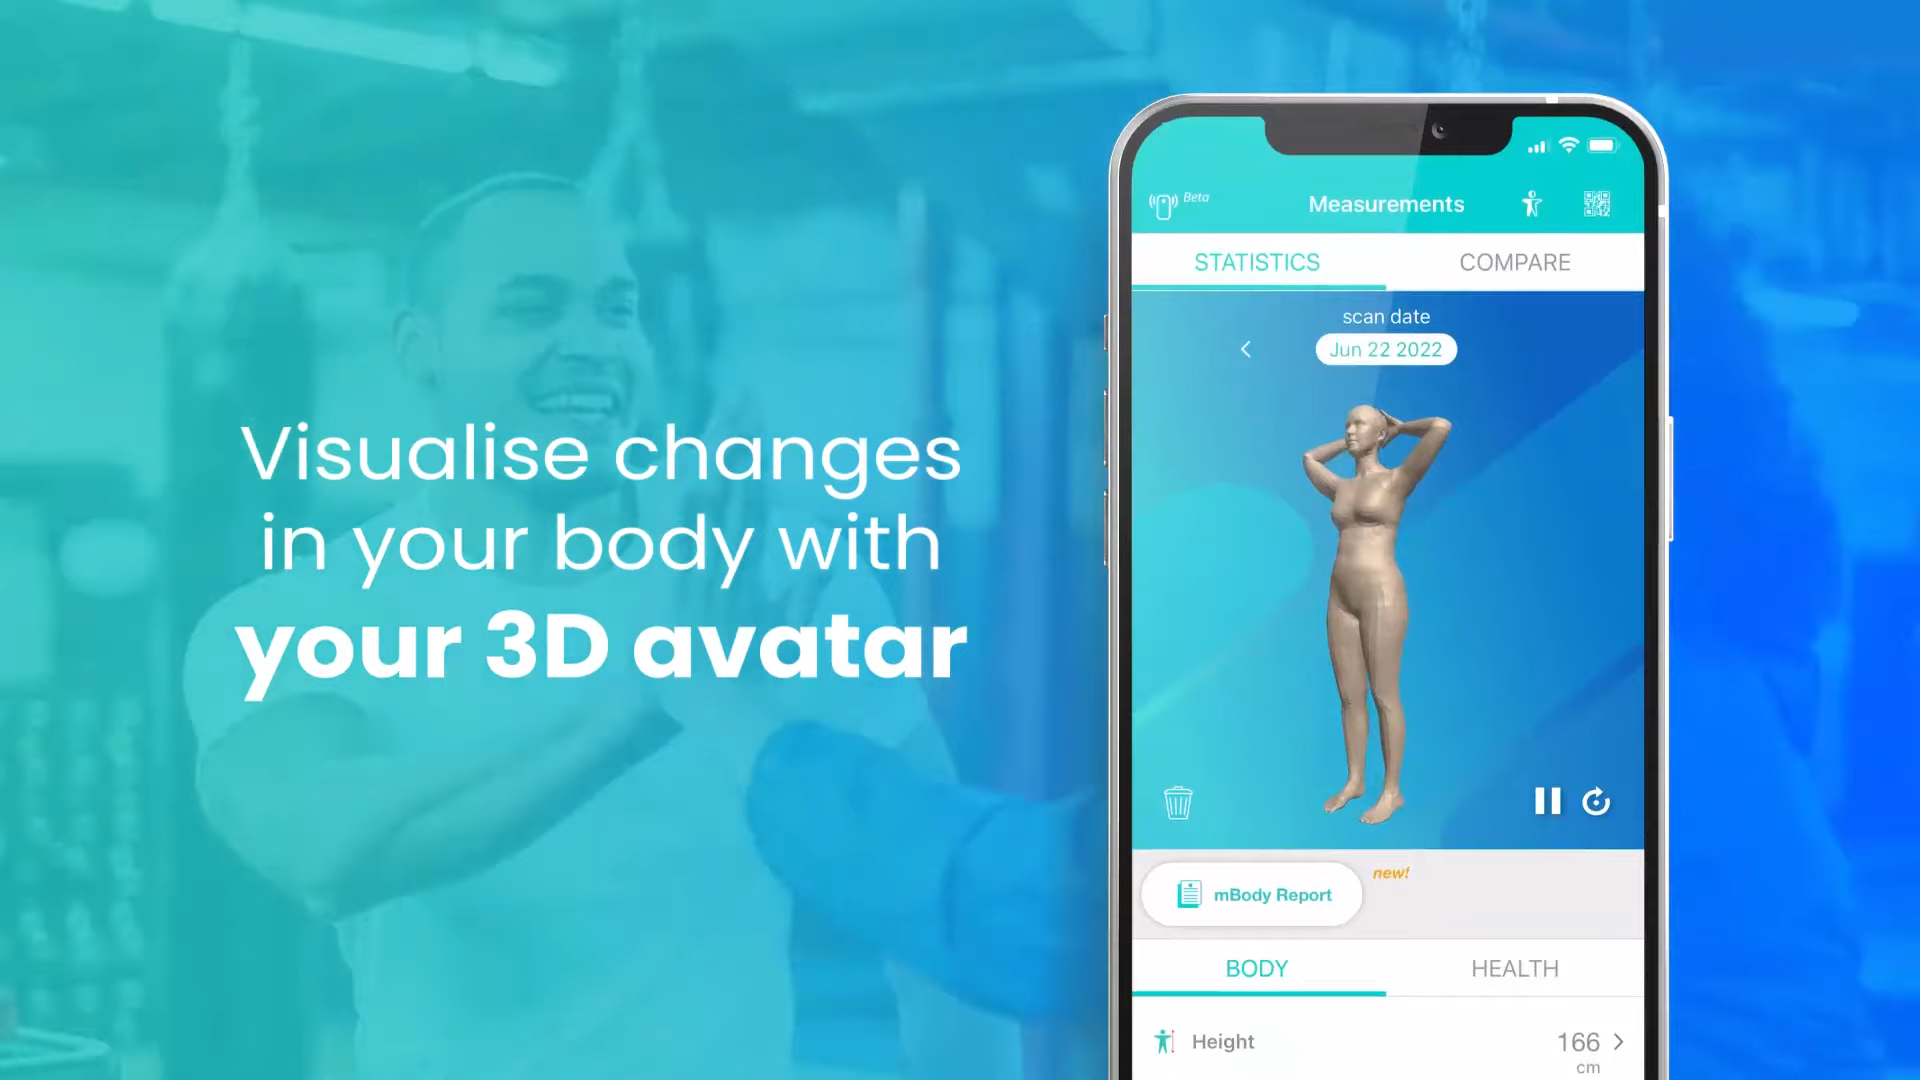 Visualise changes
in your body with
your 3D avatar
Beta
Measurements
STATISTICS
COMPARE
scan date
Jun 22 2022
mBody Report
new!
BODY
HEALTH
Height
166
cm